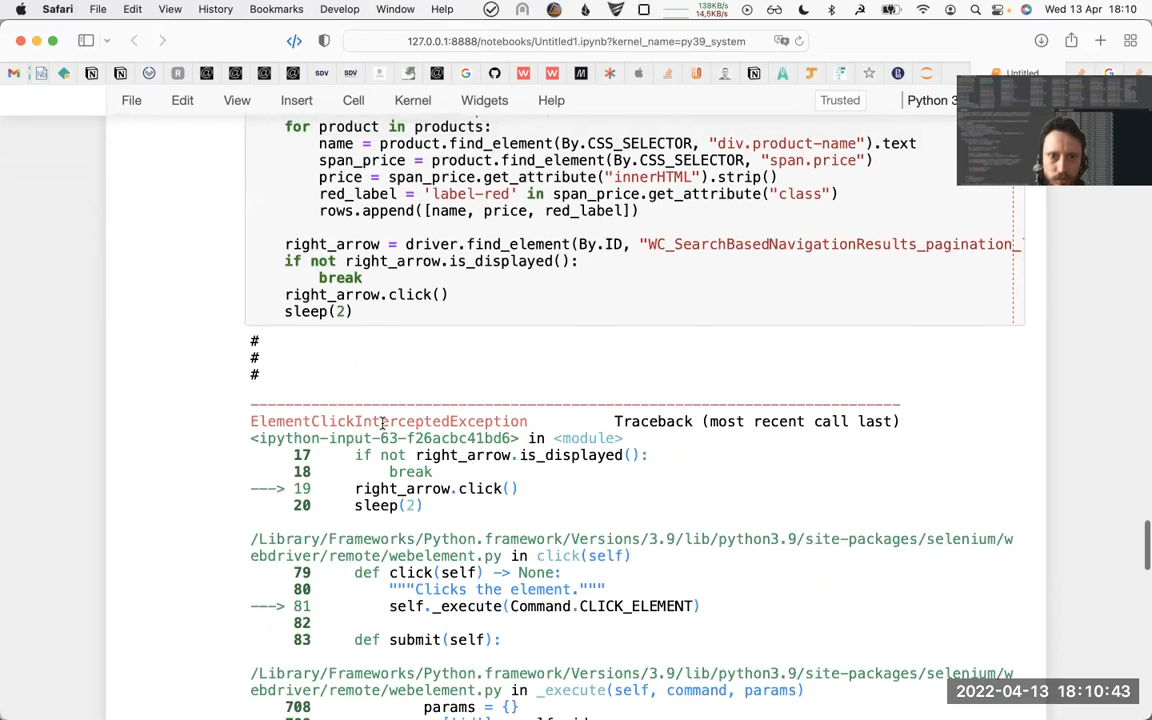 Safari File Edit View History Bookmarks Develop Window Help
138KB/s
14,5KB/s
Wed 13 Apr 18:10
127.0.0.1:8888/notebooks/Untitled1.ipynb?kernel_name=py39_system
SDV SDV
Untitled
File Edit View Insert Cell Kernel Widgets Help
Trusted
Python 3
for product in products:
name = product.find_element(By.CSS_SELECTOR, "div.product-name").text
span_price = product.find_element(By.CSS_SELECTOR, "span.price")
price = span_price.get_attribute("innerHTML").strip()
red_label = 'label-red' in span_price.get_attribute("class")
rows.append([name, price, red_label])
right_arrow = driver.find_element(By.ID, "WC_SearchBasedNavigationResults_pagination_
if not right_arrow.is_displayed():
break
right_arrow.click()
sleep(2)
#
#
#
ElementClickInterceptedException Traceback (most recent call last)
<ipython-input-63-f26acbc41bd6> in <module>
17 if not right_arrow.is_displayed():
18 break
---> 19 right_arrow.click()
20 sleep(2)
/Library/Frameworks/Python.framework/Versions/3.9/lib/python3.9/site-packages/selenium/w
ebdriver/remote/webelement.py in click(self)
79 def click(self) -> None:
80 """Clicks the element."""
---> 81 self._execute(Command.CLICK_ELEMENT)
82
83 def submit(self):
/Library/Frameworks/Python.framework/Versions/3.9/lib/python3.9/site-packages/selenium/w
ebdriver/remote/webelement.py in _execute(self, command, params)
708 params = {}
2022-04-13 18:10:43